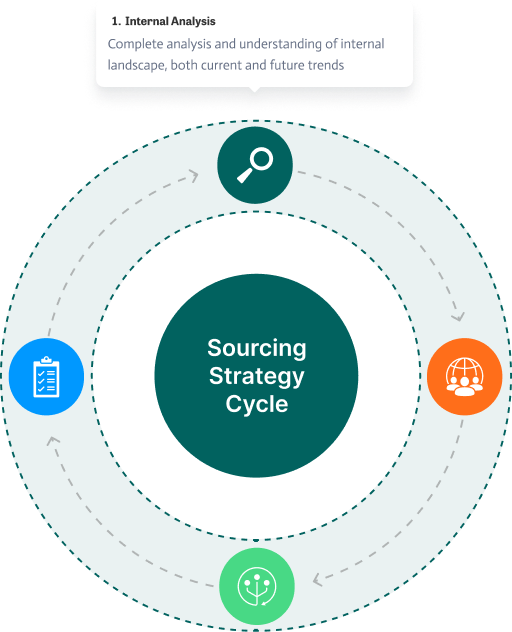 1. Internal Analysis
Complete analysis and understanding of internal
landscape, both current and future trends
Sourcing
Strategy
Cycle